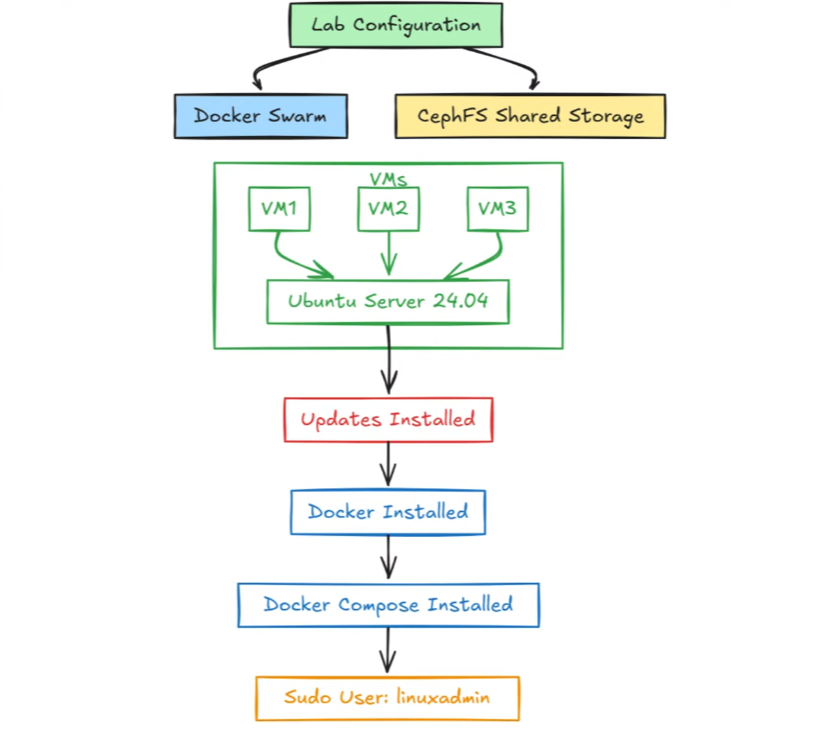 Lab Configuration
Docker Swarm
CephFS Shared Storage
VMs
VM1
VM2
VM3
Ubuntu Server 24.04
Updates Installed
Docker Installed
Docker Compose Installed
Sudo User: linuxadmin